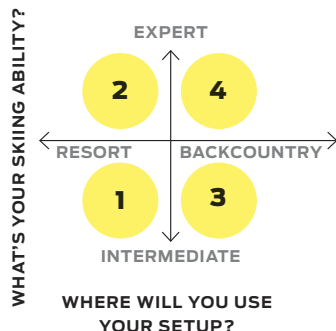 EXPERT
WHAT'S YOUR SKIING ABILITY?
2
4
RESORT
BACKCOUNTRY
1
3
INTERMEDIATE
WHERE WILL YOU USE
YOUR SETUP?